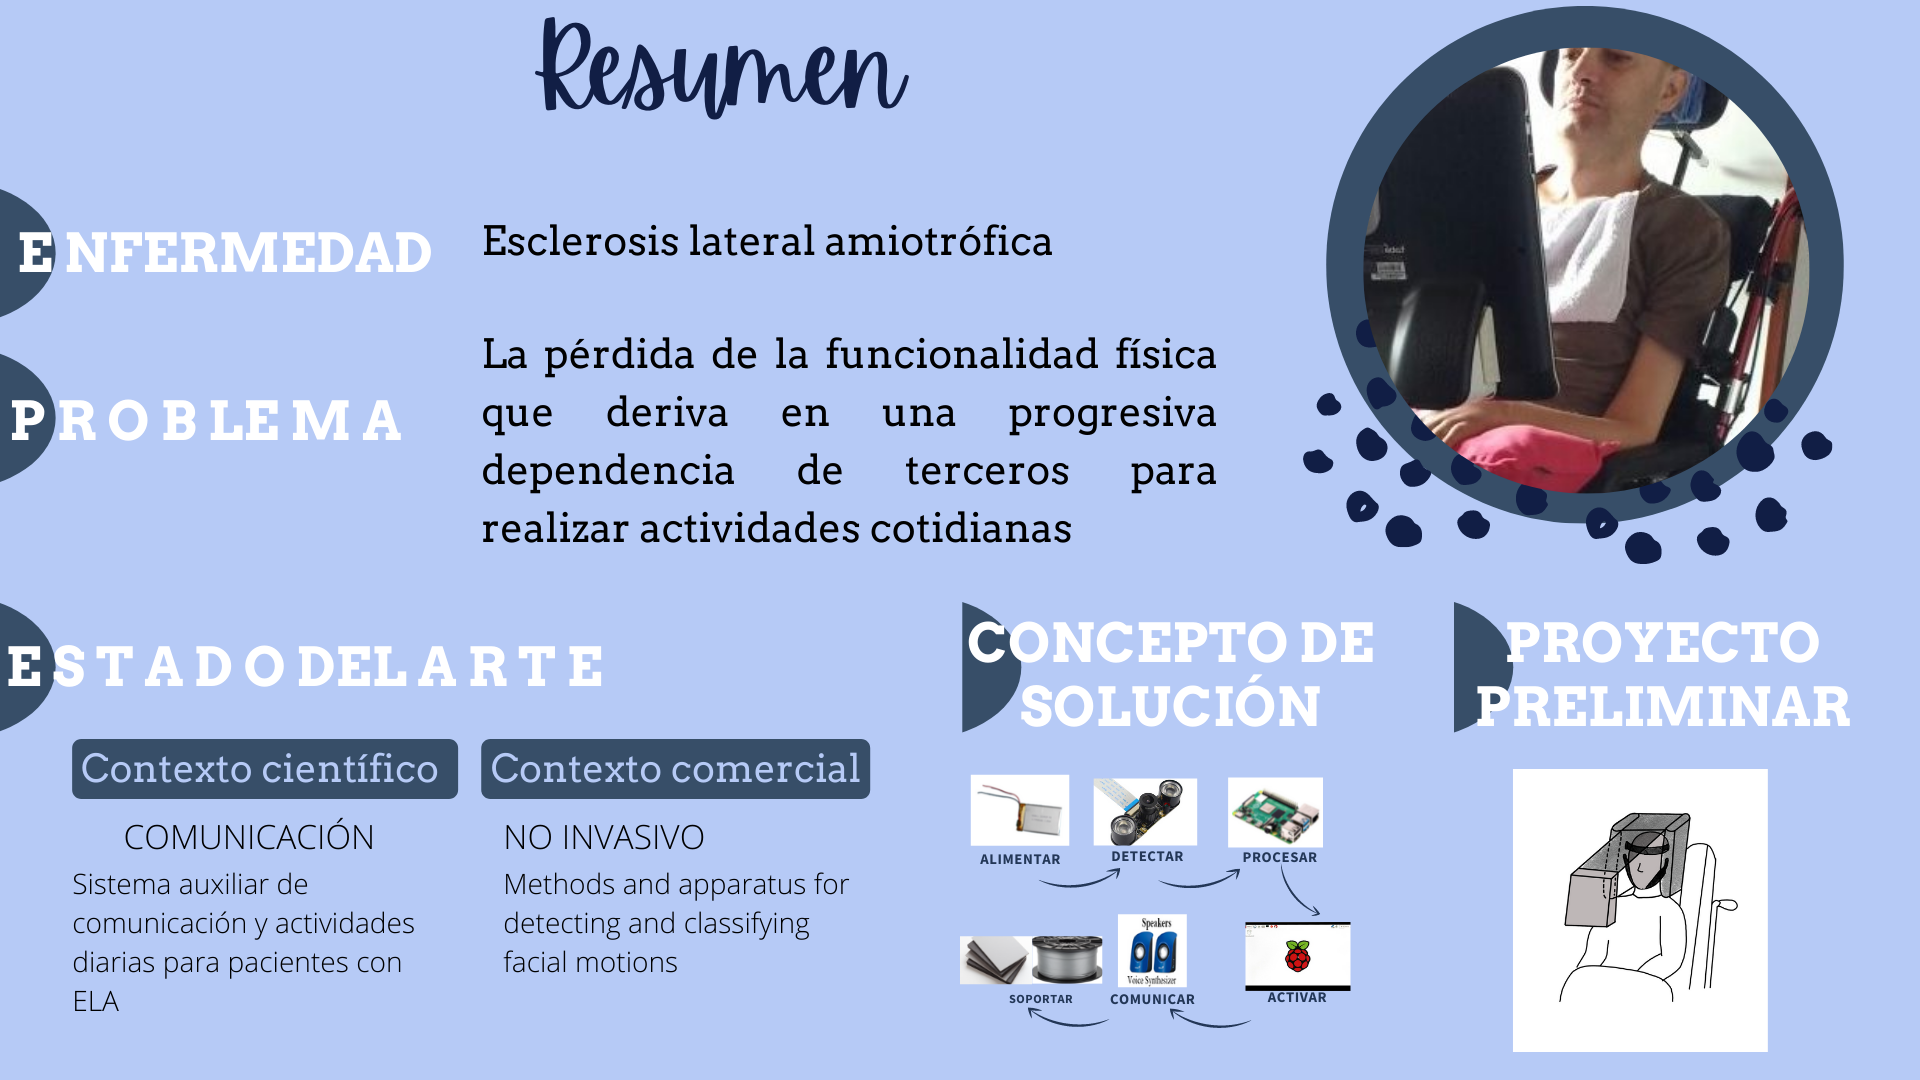 Resumen
ENFERMEDAD
Esclerosis lateral amiotrófica
PROBLEMA
La pérdida de la funcionalidad física
que deriva en una progresiva
dependencia de terceros para
realizar actividades cotidianas
ESTADO DEL ARTE
Contexto científico
COMUNICACIÓN
Sistema auxiliar de
comunicación y actividades
diarias para pacientes con
ELA
Contexto comercial
NO INVASIVO
Methods and apparatus for
detecting and classifying
facial motions
CONCEPTO DE
SOLUCIÓN
ALIMENTAR
DETECTAR
PROCESAR
SOPORTAR
Speakers
Voice Synthesizer
COMUNICAR
ACTIVAR
PROYECTO
PRELIMINAR